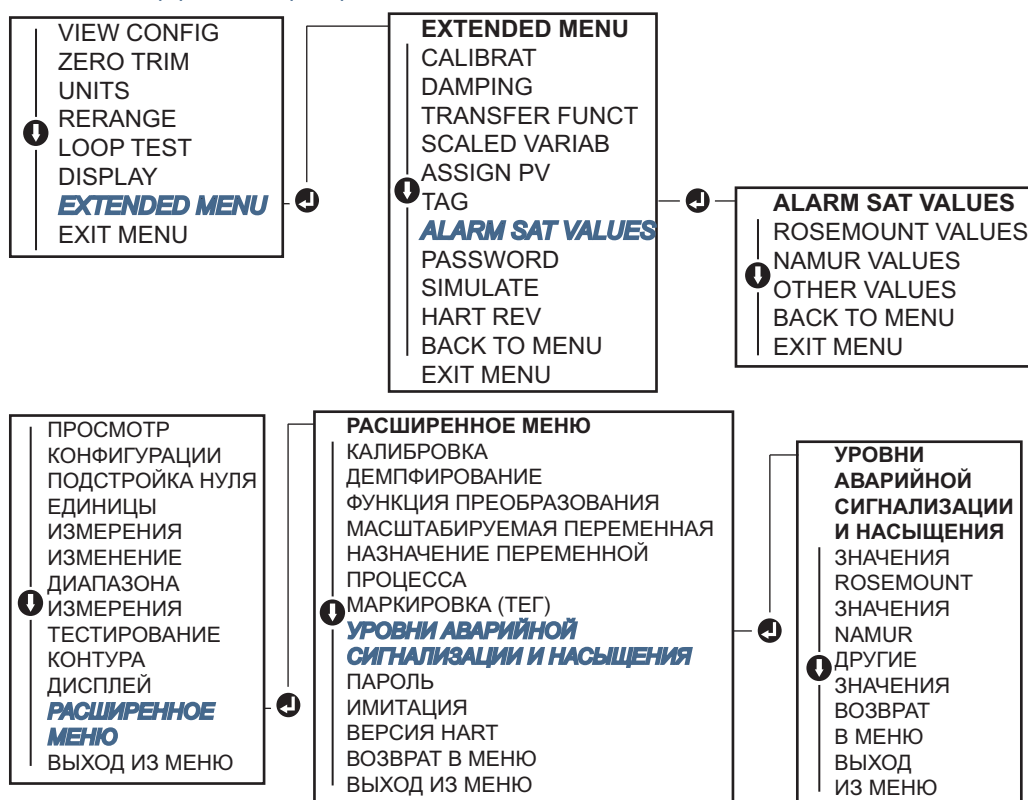 VIEW CONFIG
ZERO TRIM
UNITS
RERANGE
LOOP TEST
DISPLAY
EXTENDED MENU
EXIT MENU
EXTENDED MENU
CALIBRAT
DAMPING
TRANSFER FUNCT
SCALED VARIAB
ASSIGN PV
TAG
ALARM SAT VALUES
PASSWORD
SIMULATE
HART REV
BACK TO MENU
EXIT MENU
ALARM SAT VALUES
ROSEMOUNT VALUES
NAMUR VALUES
OTHER VALUES
BACK TO MENU
EXIT MENU
ПРОСМОТР
КОНФИГУРАЦИИ
ПОДСТРОЙКА НУЛЯ
ЕДИНИЦЫ
ИЗМЕРЕНИЯ
ИЗМЕНЕНИЕ
ДИАПАЗОНА
ИЗМЕРЕНИЯ
ТЕСТИРОВАНИЕ
КОНТУРА
ДИСПЛЕЙ
РАСШИРЕННОЕ
МЕНЮ
ВЫХОД ИЗ МЕНЮ
РАСШИРЕННОЕ МЕНЮ
КАЛИБРОВКА
ДЕМПФИРОВАНИЕ
ФУНКЦИЯ ПРЕОБРАЗОВАНИЯ
МАСШТАБИРУЕМАЯ ПЕРЕМЕННАЯ
НАЗНАЧЕНИЕ ПЕРЕМЕННОЙ
ПРОЦЕССА
МАРКИРОВКА (ТЕГ)
УРОВНИ АВАРИЙНОЙ
СИГНАЛИЗАЦИИ И НАСЫЩЕНИЯ
ПАРОЛЬ
ИМИТАЦИЯ
ВЕРСИЯ HART
ВОЗВРАТ В МЕНЮ
ВЫХОД ИЗ МЕНЮ
УРОВНИ
АВАРИЙНОЙ
СИГНАЛИЗАЦИИ
И НАСЫЩЕНИЯ
ЗНАЧЕНИЯ
ROSEMOUNT
ЗНАЧЕНИЯ
NAMUR
ДРУГИЕ
ЗНАЧЕНИЯ
ВОЗВРАТ
В МЕНЮ
ВЫХОД
ИЗ МЕНЮ